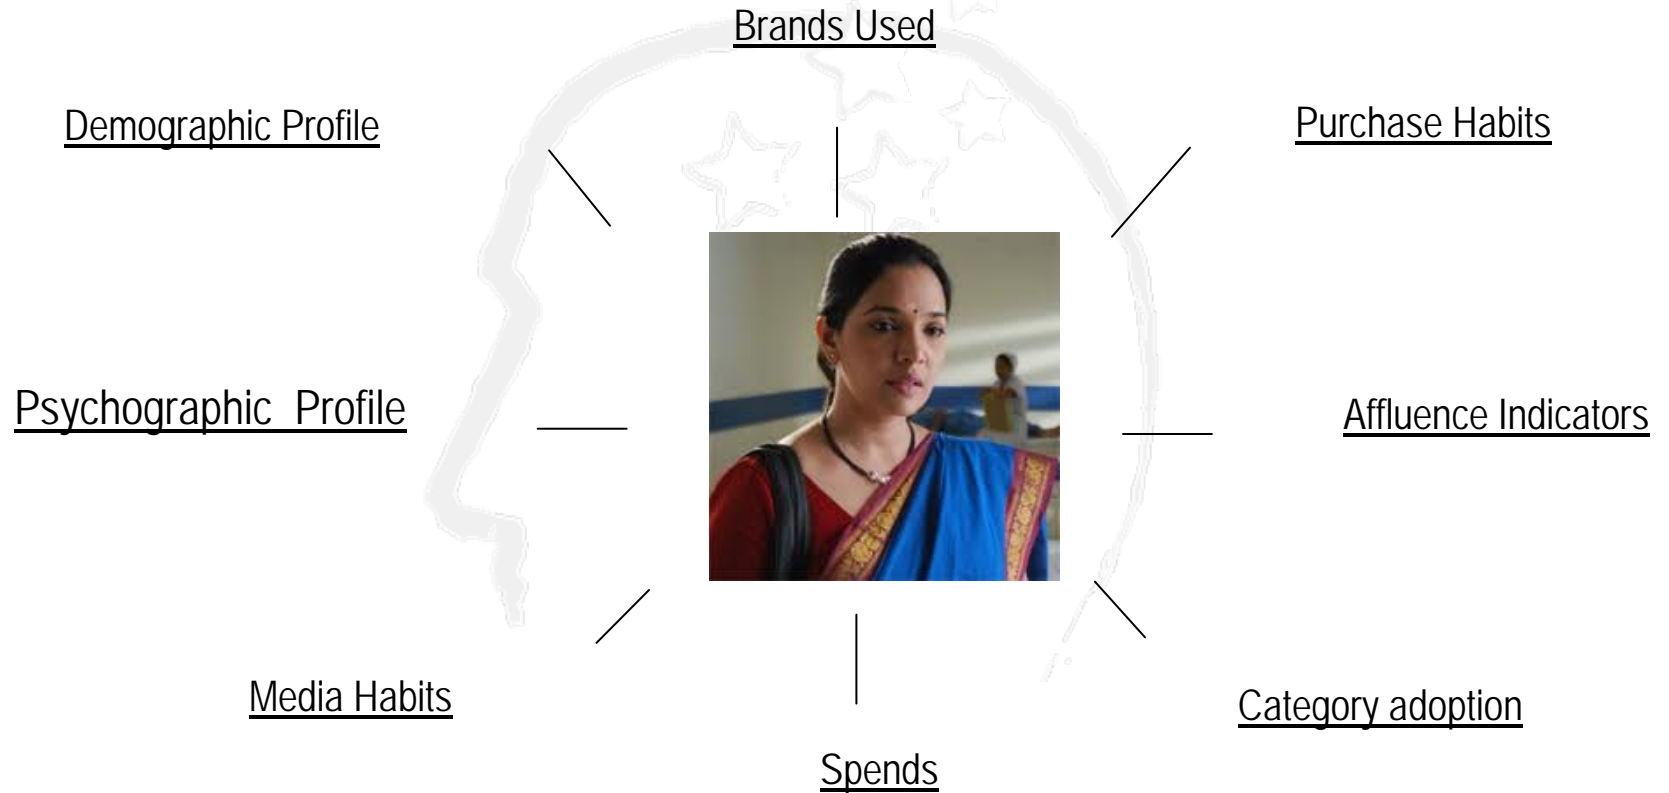 Brands Used
Demographic Profile
Purchase Habits
Psychographic Profile
Affluence Indicators
Media Habits
Category adoption
Spends